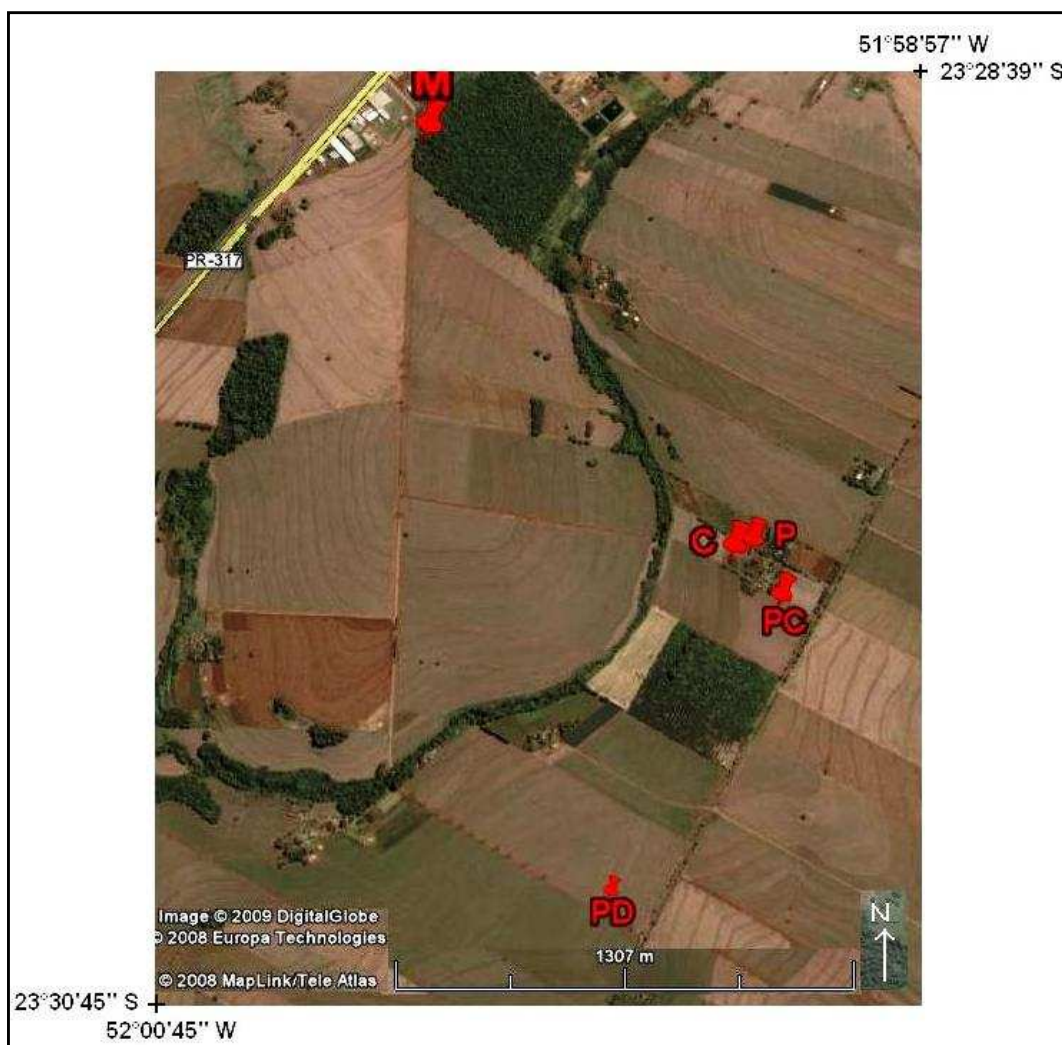 51°58'57'' W
23°28'39'' S
M
PR-317
C
P
PC
PD
N
Image © 2009 DigitalGlobe
© 2008 Europa Technologies
1307 m
© 2008 MapLink/Tele Atlas
23°30'45'' S
52°00'45'' W